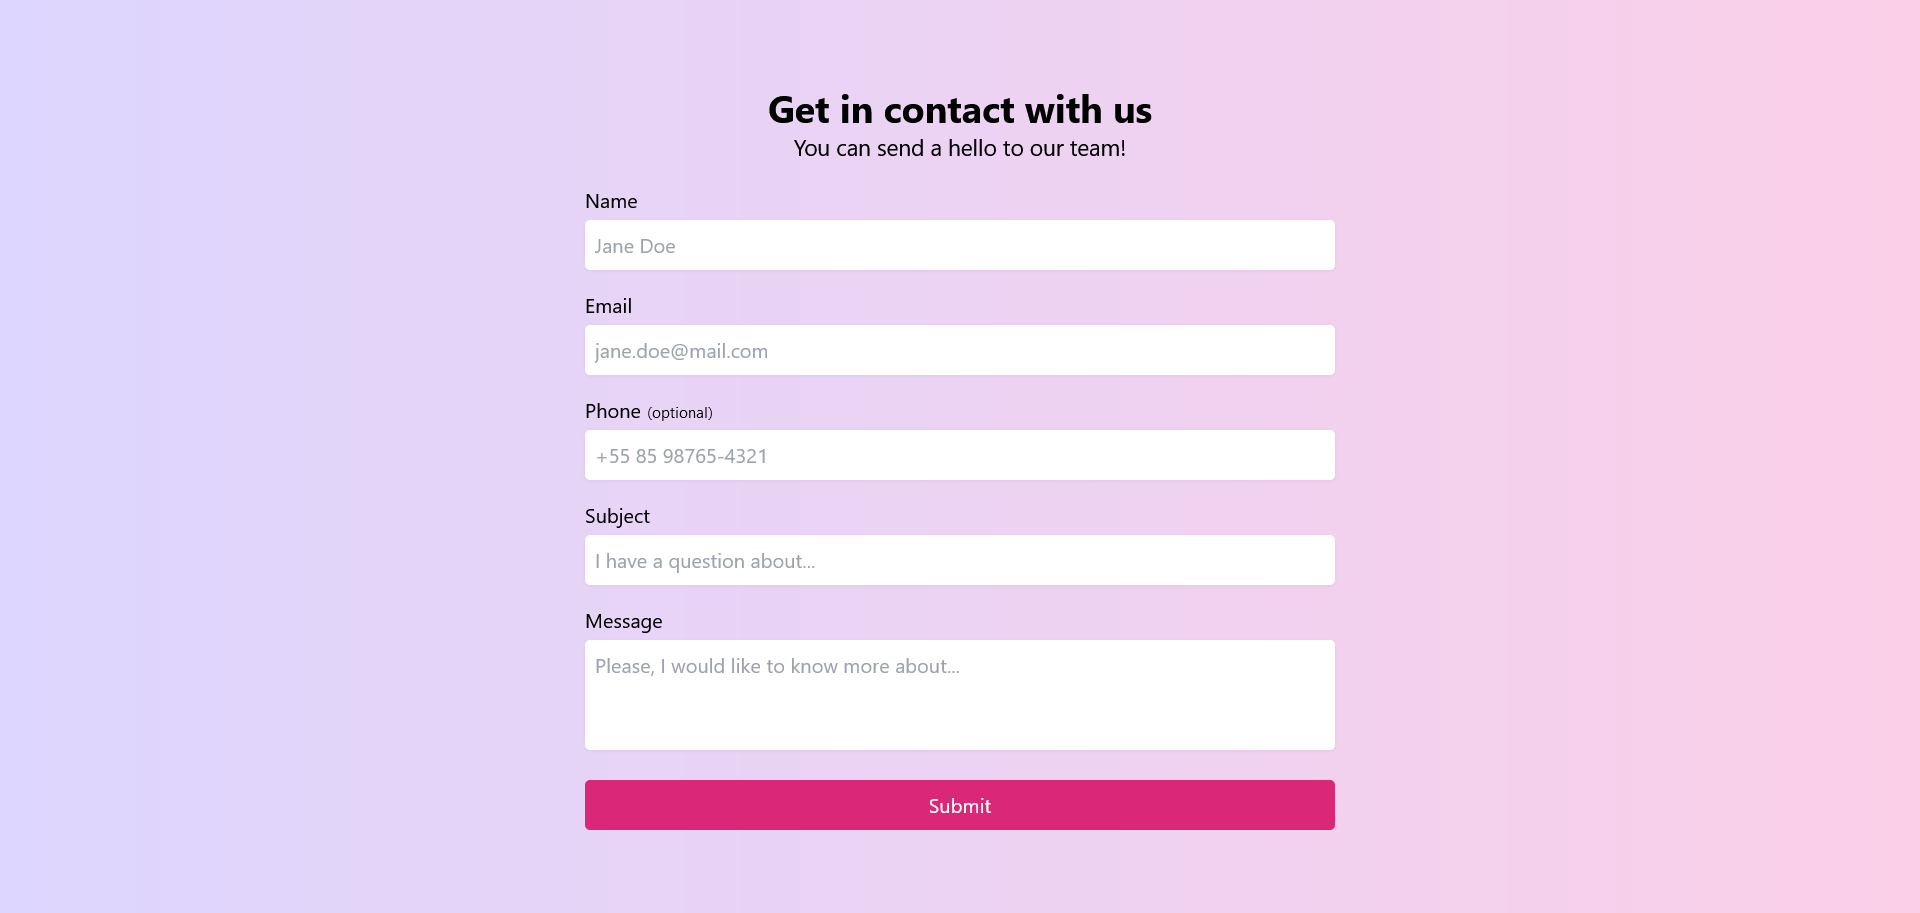 Get in contact with us
You can send a hello to our team!
Name
Jane Doe
Email
jane.doe@mail.com
Phone (optional)
+55 85 98765-4321
Subject
I have a question about...
Message
Please, I would like to know more about...
Submit